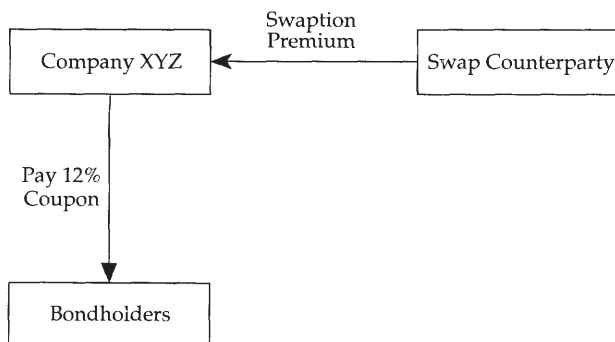 Swaption
Premium
Company XYZ
Swap Counterparty
Pay 12%
Coupon
Bondholders